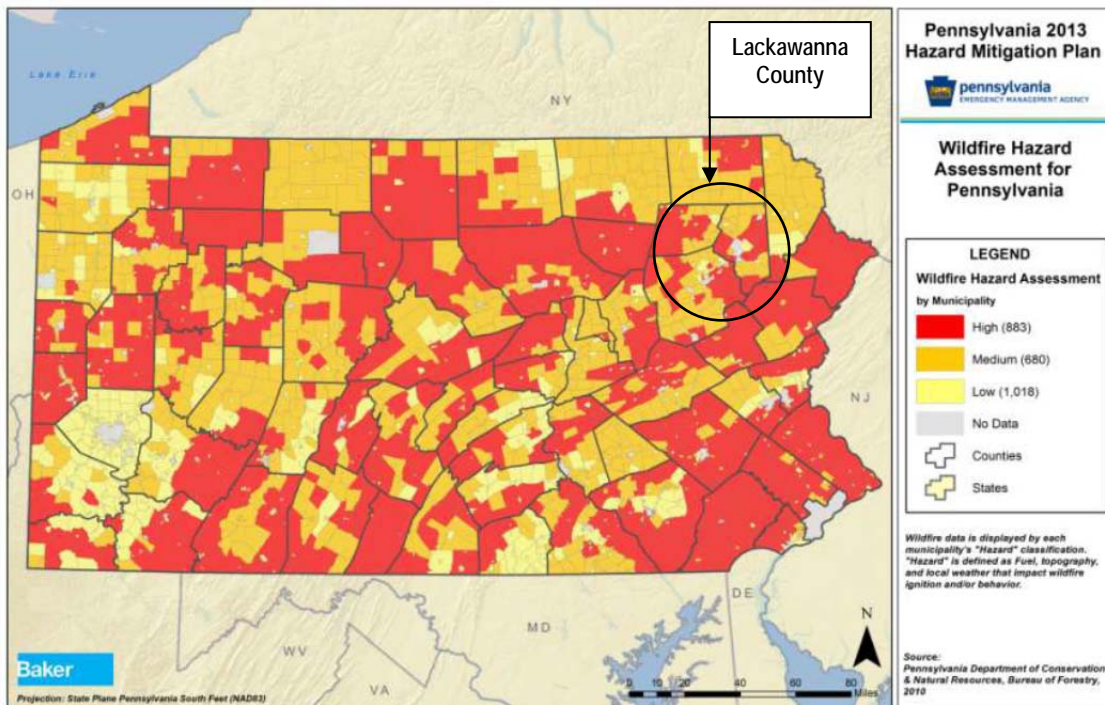 Lake Erie
NY
Lackawanna
County
OH
NJ
WV
VA
MD
DE
N
Baker
Projection: State Plane Pennsylvania South Feet (NAD83)
0 10 20 40 60 80
Miles
Pennsylvania 2013
Hazard Mitigation Plan
pennsylvania
EMERGENCY MANAGEMENT AGENCY
Wildfire Hazard
Assessment for
Pennsylvania
LEGEND
Wildfire Hazard Assessment
by Municipality
High (883)
Medium (680)
Low (1,018)
No Data
Counties
States
Wildfire data is displayed by each
municipality's "Hazard" classification.
"Hazard" is defined as Fuel, topography,
and local weather that impact wildfire
ignition and/or behavior.
Source:
Pennsylvania Department of Conservation
& Natural Resources, Bureau of Forestry,
2010